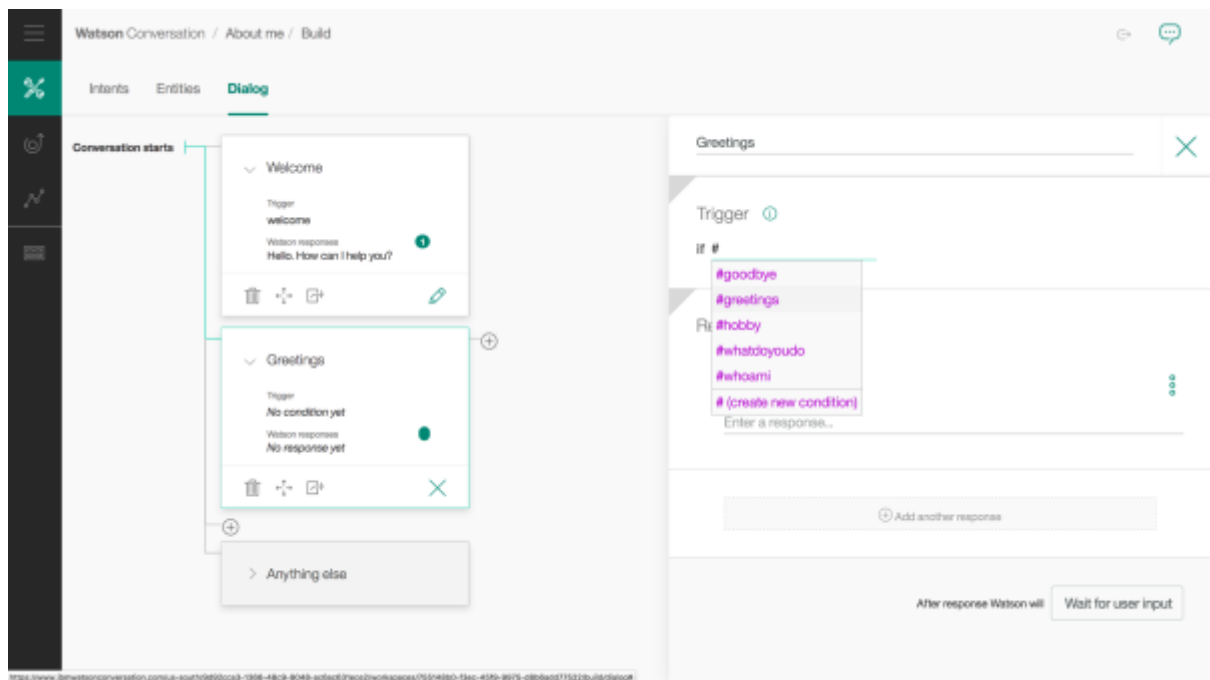 Watson Conversation / About me / Build
Intents Entities Dialog
Conversation starts
Welcome
Trigger
welcome
Watson responses
1
Hello. How can I help you?
Greetings
Trigger
No condition yet
Watson responses
No response yet
Anything else
Greetings
Trigger
if #
#goodbye
#greetings
#hobby
#whatdoyoudo
#whoami
# (create new condition)
Enter a response...
Add another response
After response Watson will Wait for user input